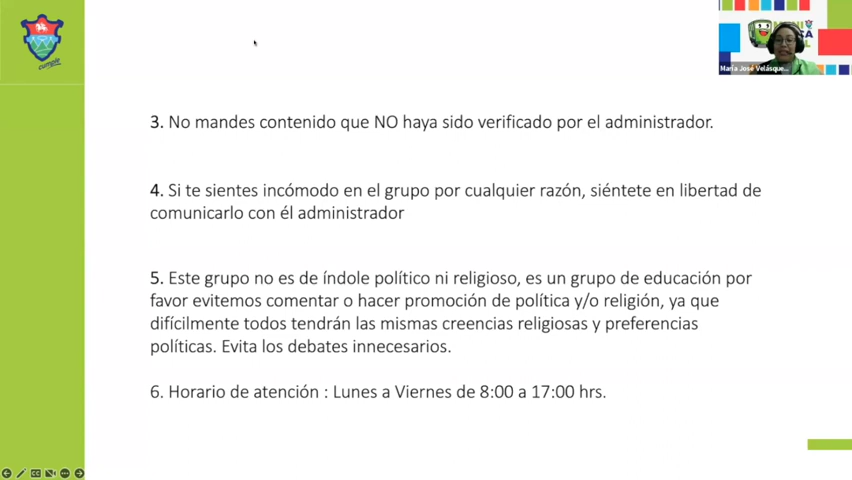 cumple
María José Velásque...
3. No mandes contenido que NO haya sido verificado por el administrador.
4. Si te sientes incómodo en el grupo por cualquier razón, siéntete en libertad de
comunicarlo con él administrador
5. Este grupo no es de índole político ni religioso, es un grupo de educación por
favor evitemos comentar o hacer promoción de política y/o religión, ya que
difícilmente todos tendrán las mismas creencias religiosas y preferencias
políticas. Evita los debates innecesarios.
6. Horario de atención : Lunes a Viernes de 8:00 a 17:00 hrs.